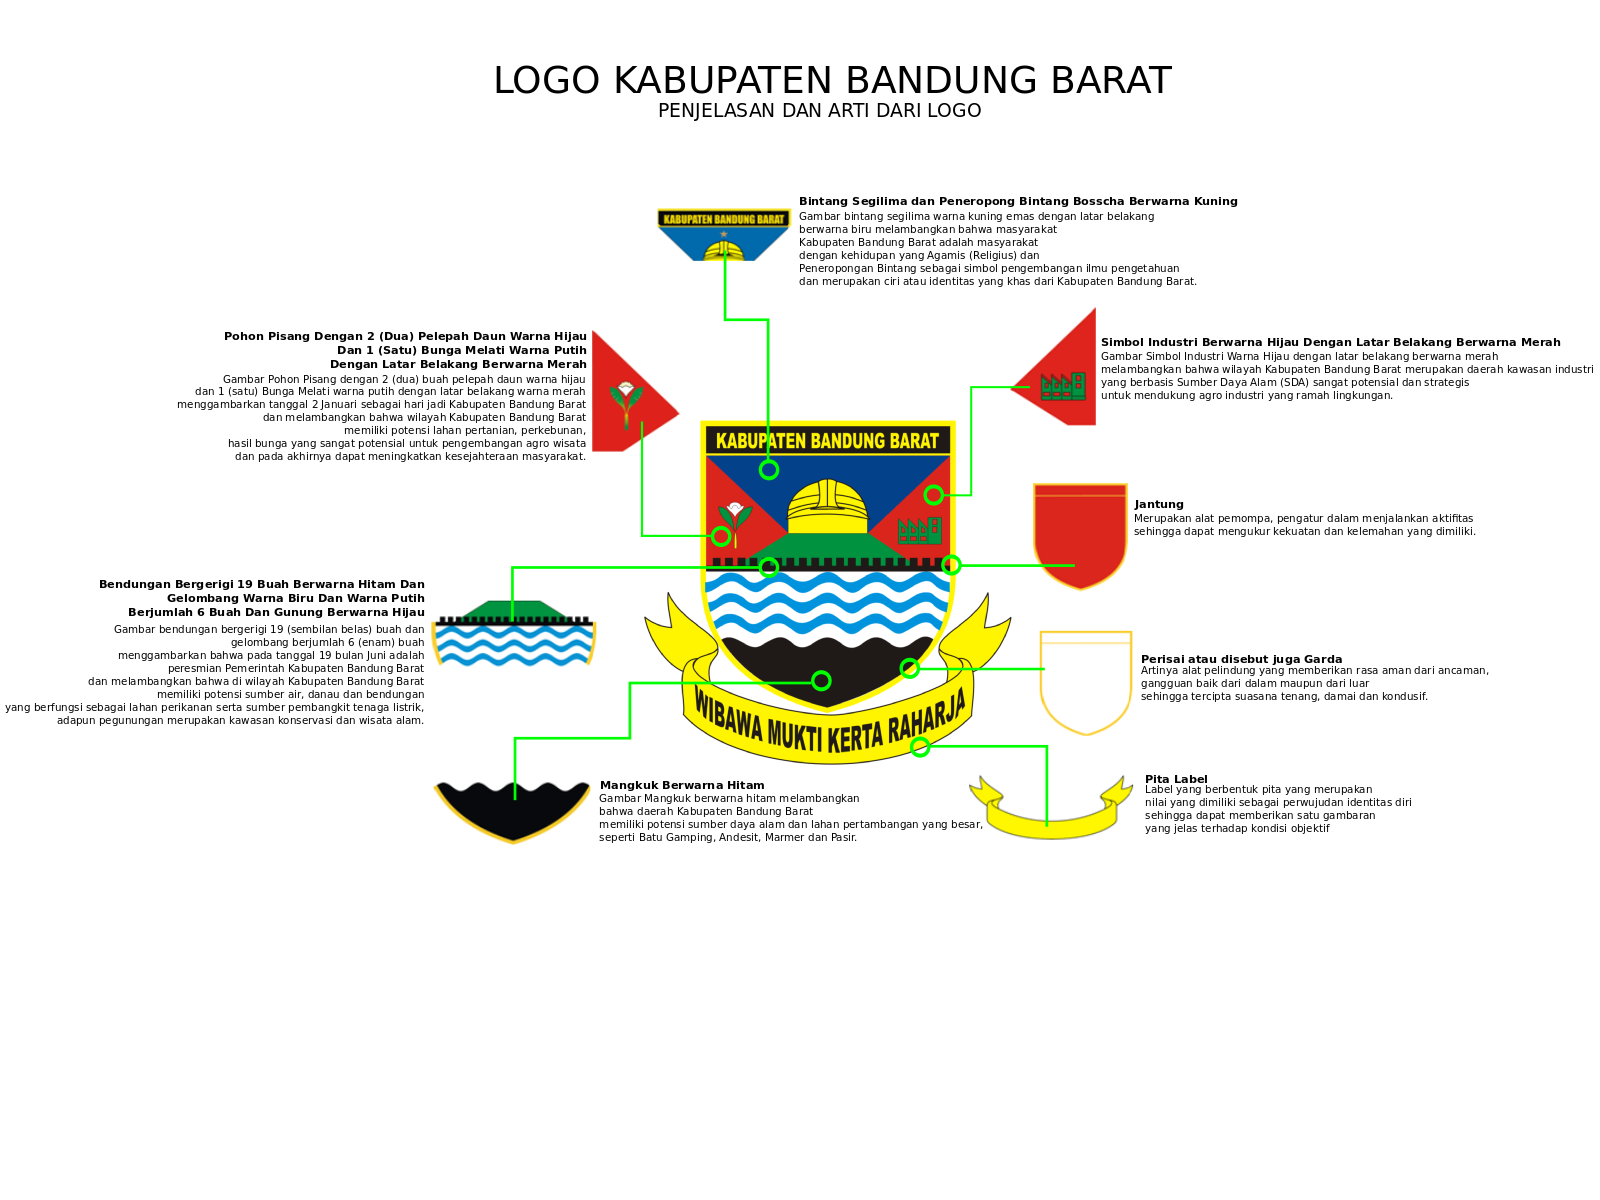 LOGO KABUPATEN BANDUNG BARAT
PENJELASAN DAN ARTI DARI LOGO
KABUPATEN BANDUNG BARAT
Bintang Segilima dan Peneropong Bintang Bosscha Berwarna Kuning
Gambar bintang segilima warna kuning emas dengan latar belakang
berwarna biru melambangkan bahwa masyarakat
Kabupaten Bandung Barat adalah masyarakat
dengan kehidupan yang Agamis (Religius) dan
Peneropongan Bintang sebagai simbol pengembangan ilmu pengetahuan
dan merupakan ciri atau identitas yang khas dari Kabupaten Bandung Barat.
Pohon Pisang Dengan 2 (Dua) Pelepah Daun Warna Hijau
Dan 1 (Satu) Bunga Melati Warna Putih
Dengan Latar Belakang Berwarna Merah
Gambar Pohon Pisang dengan 2 (dua) buah pelepah daun warna hijau
dan 1 (satu) Bunga Melati warna putih dengan latar belakang warna merah
menggambarkan tanggal 2 Januari sebagai hari jadi Kabupaten Bandung Barat
dan melambangkan bahwa wilayah Kabupaten Bandung Barat
memiliki potensi lahan pertanian, perkebunan,
hasil bunga yang sangat potensial untuk pengembangan agro wisata
dan pada akhirnya dapat meningkatkan kesejahteraan masyarakat.
Simbol Industri Berwarna Hijau Dengan Latar Belakang Berwarna Merah
Gambar Simbol Industri Warna Hijau dengan latar belakang berwarna merah
melambangkan bahwa wilayah Kabupaten Bandung Barat merupakan daerah kawasan industri
yang berbasis Sumber Daya Alam (SDA) sangat potensial dan strategis
untuk mendukung agro industri yang ramah lingkungan.
KABUPATEN BANDUNG BARAT
Jantung
Merupakan alat pemompa, pengatur dalam menjalankan aktifitas
sehingga dapat mengukur kekuatan dan kelemahan yang dimiliki.
Bendungan Bergerigi 19 Buah Berwarna Hitam Dan
Gelombang Warna Biru Dan Warna Putih
Berjumlah 6 Buah Dan Gunung Berwarna Hijau
Gambar bendungan bergerigi 19 (sembilan belas) buah dan
gelombang berjumlah 6 (enam) buah
menggambarkan bahwa pada tanggal 19 bulan Juni adalah
peresmian Pemerintah Kabupaten Bandung Barat
dan melambangkan bahwa di wilayah Kabupaten Bandung Barat
memiliki potensi sumber air, danau dan bendungan
yang berfungsi sebagai lahan perikanan serta sumber pembangkit tenaga listrik,
adapun pegunungan merupakan kawasan konservasi dan wisata alam.
Perisai atau disebut juga Garda
Artinya alat pelindung yang memberikan rasa aman dari ancaman,
gangguan baik dari dalam maupun dari luar
sehingga tercipta suasana tenang, damai dan kondusif.
WIBAWA MUKTI KERTA RAHARJA
Mangkuk Berwarna Hitam
Gambar Mangkuk berwarna hitam melambangkan
bahwa daerah Kabupaten Bandung Barat
memiliki potensi sumber daya alam dan lahan pertambangan yang besar,
seperti Batu Gamping, Andesit, Marmer dan Pasir.
Pita Label
Label yang berbentuk pita yang merupakan
nilai yang dimiliki sebagai perwujudan identitas diri
sehingga dapat memberikan satu gambaran
yang jelas terhadap kondisi objektif